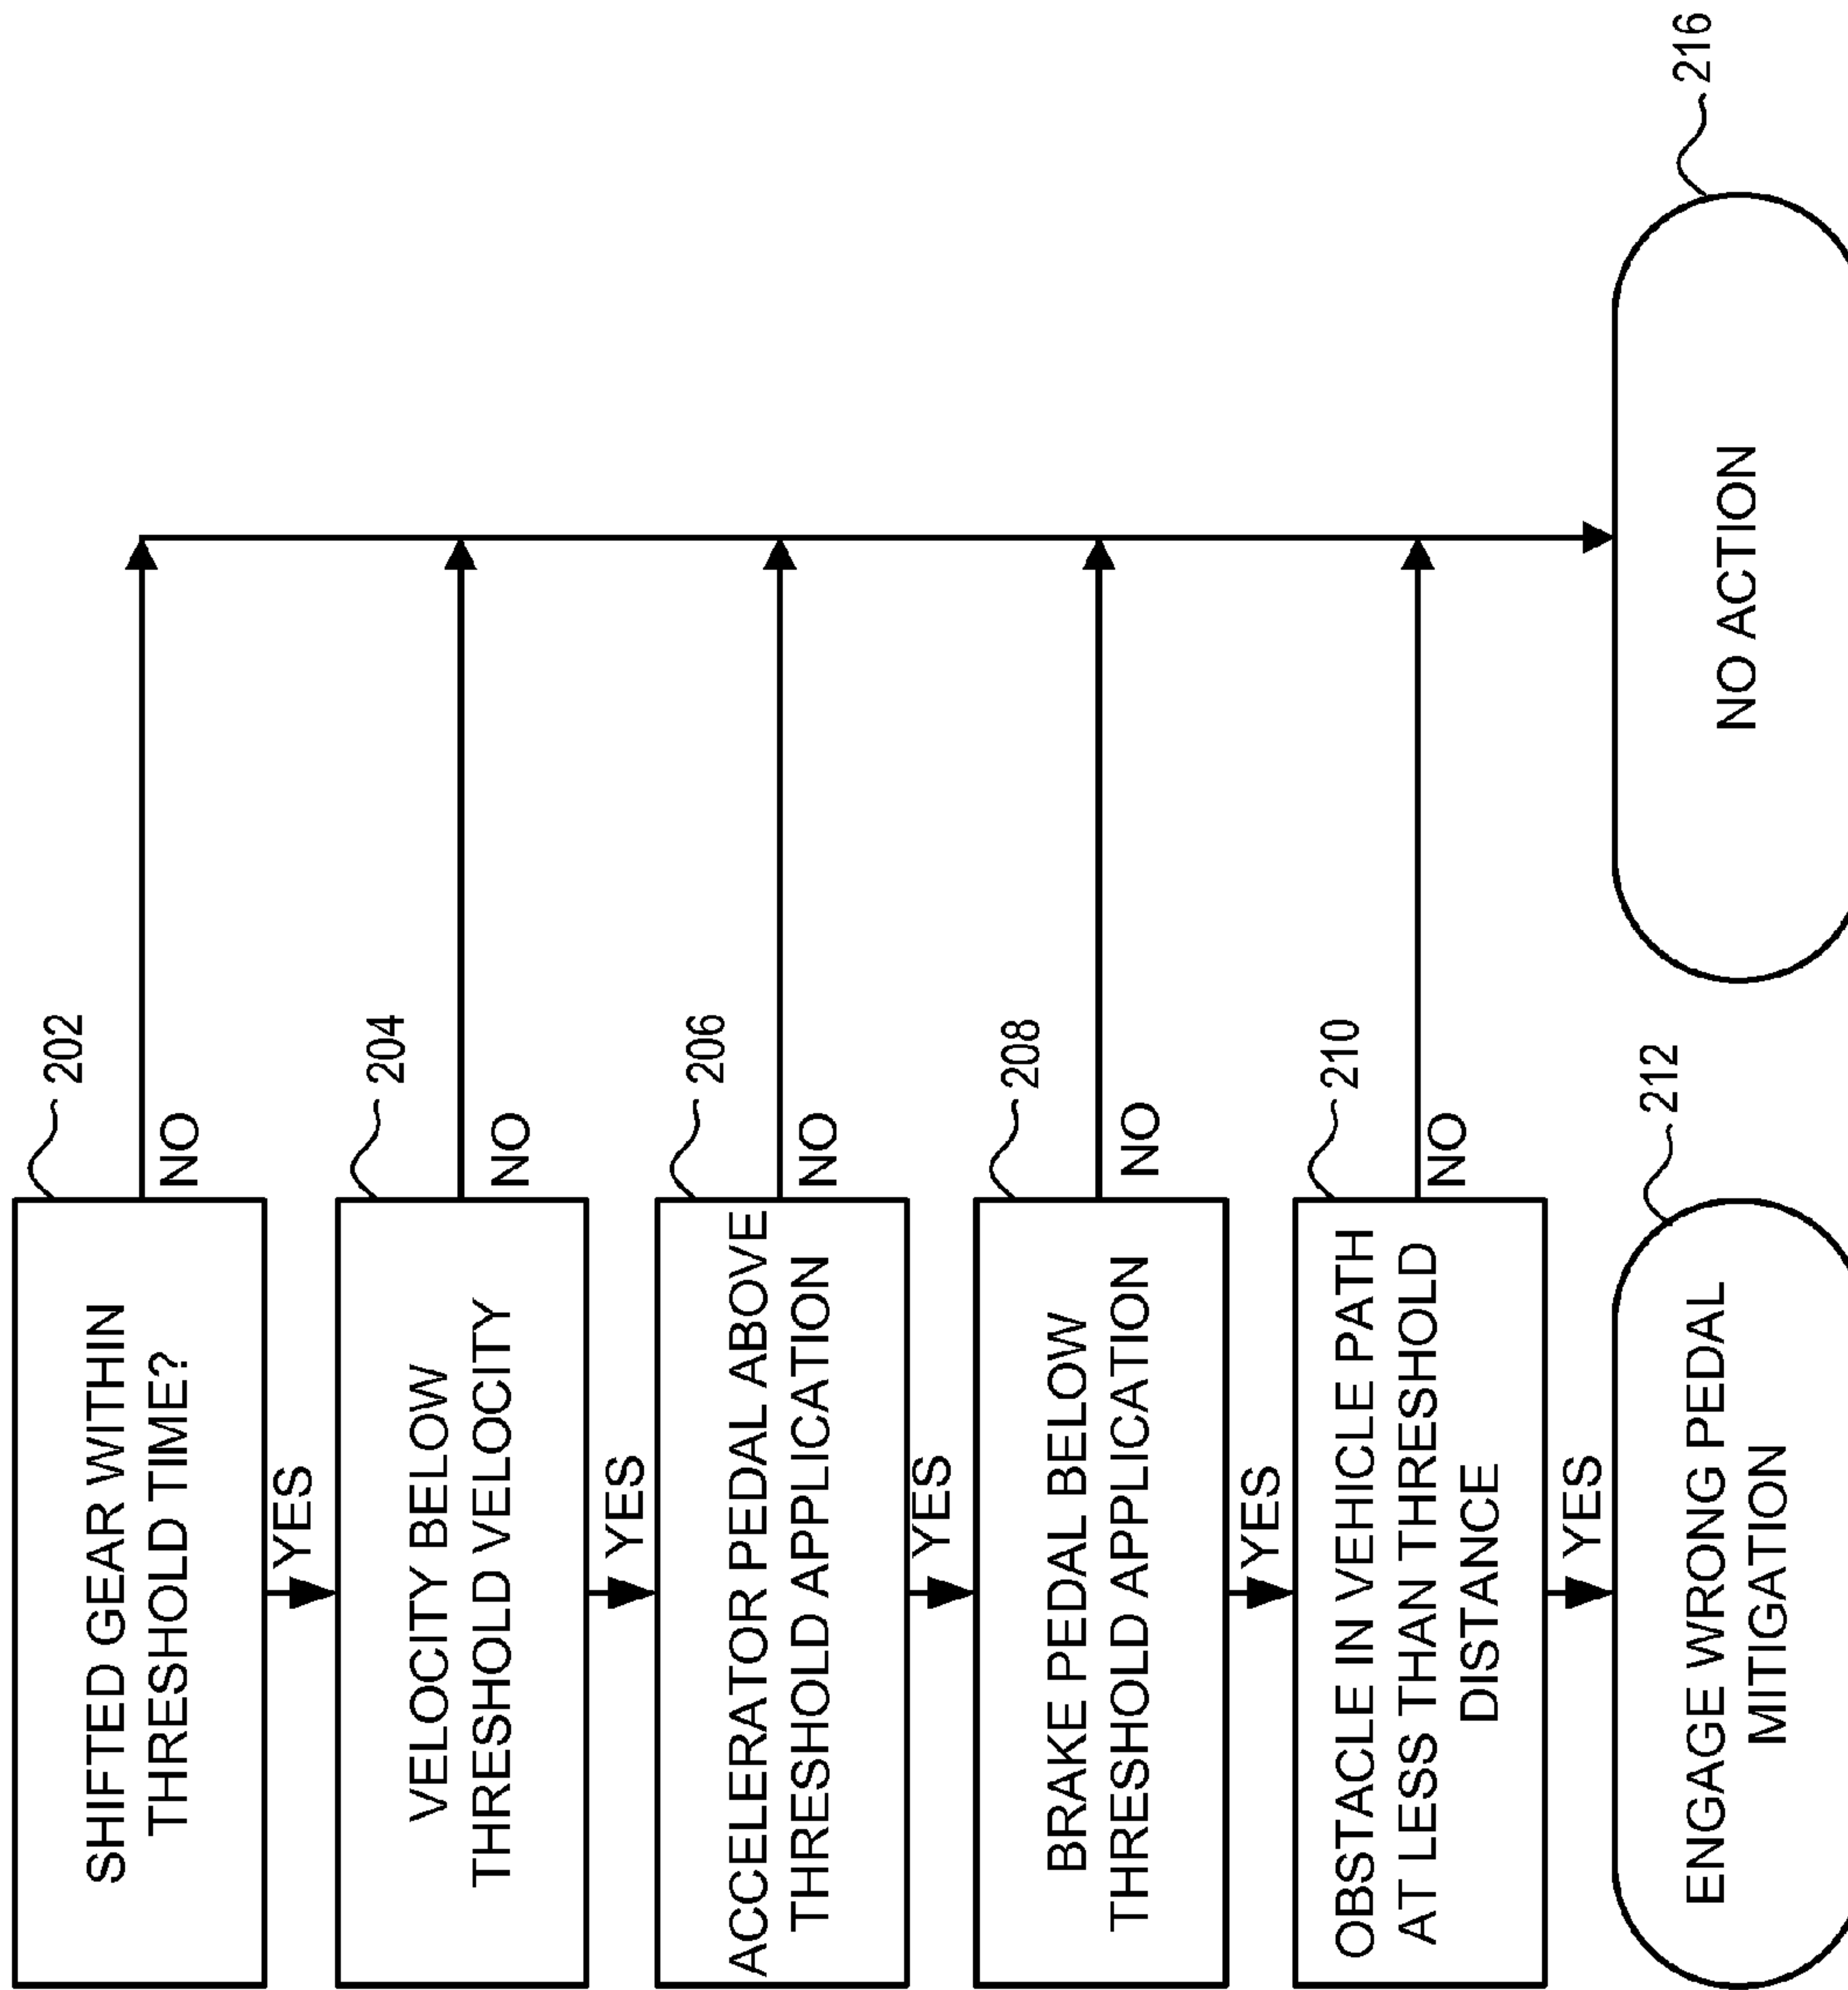 202
SHIFTED GEAR WITHIN
THRESHOLD TIME?
NO
YES
204
VELOCITY BELOW
THRESHOLD VELOCITY
NO
YES
206
ACCELERATOR PEDAL ABOVE
THRESHOLD APPLICATION
NO
YES
208
BRAKE PEDAL BELOW
THRESHOLD APPLICATION
NO
YES
210
OBSTACLE IN VEHICLE PATH
AT LESS THAN THRESHOLD
DISTANCE
NO
YES
212
ENGAGE WRONG PEDAL
MITIGATION
216
NO ACTION